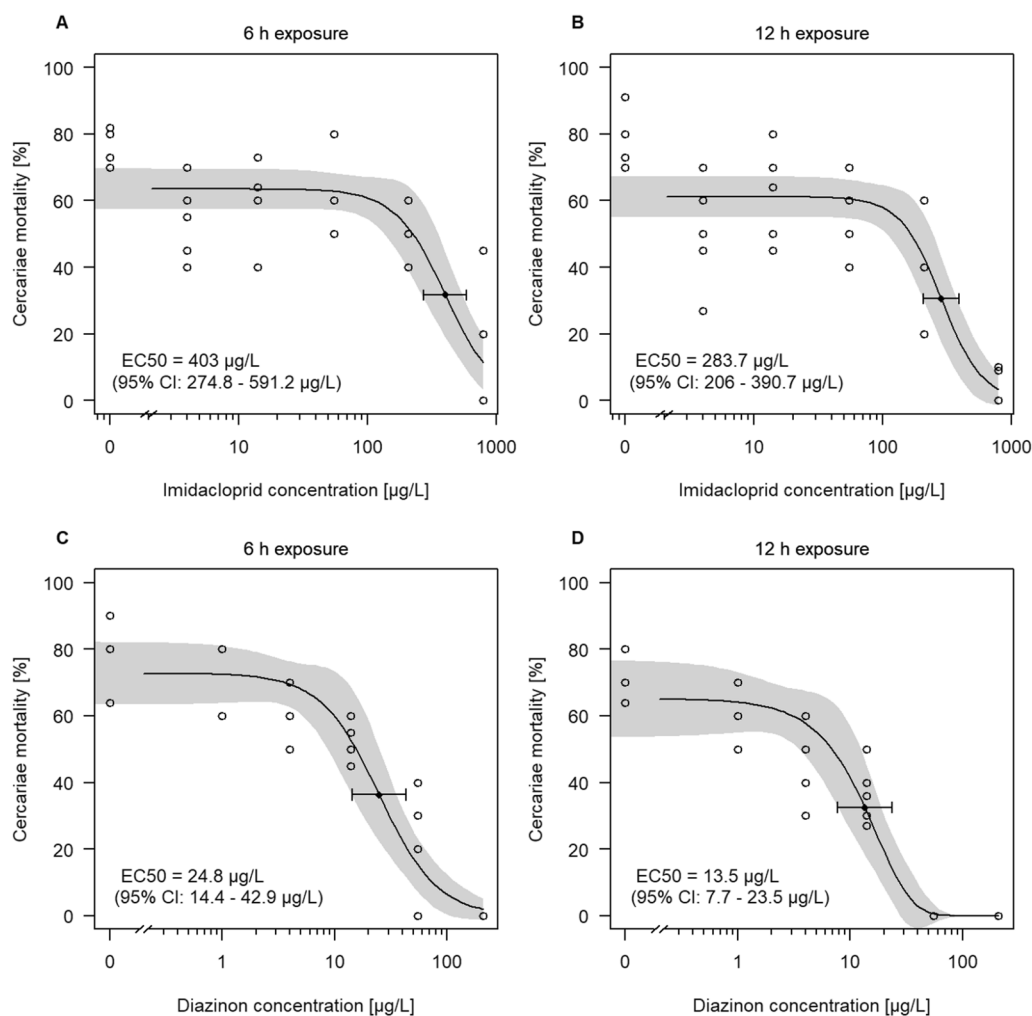 A
6 h exposure
Cercariae mortality [%]
100
80
60
40
20
0
EC50 = 403 µg/L
(95% CI: 274.8 - 591.2 µg/L)
0 10 100 1000
Imidacloprid concentration [µg/L]
B
12 h exposure
Cercariae mortality [%]
100
80
60
40
20
0
EC50 = 283.7 µg/L
(95% CI: 206 - 390.7 µg/L)
0 10 100 1000
Imidacloprid concentration [µg/L]
C
6 h exposure
Cercariae mortality [%]
100
80
60
40
20
0
EC50 = 24.8 µg/L
(95% CI: 14.4 - 42.9 µg/L)
0 1 10 100
Diazinon concentration [µg/L]
D
12 h exposure
Cercariae mortality [%]
100
80
60
40
20
0
EC50 = 13.5 µg/L
(95% CI: 7.7 - 23.5 µg/L)
0 1 10 100
Diazinon concentration [µg/L]